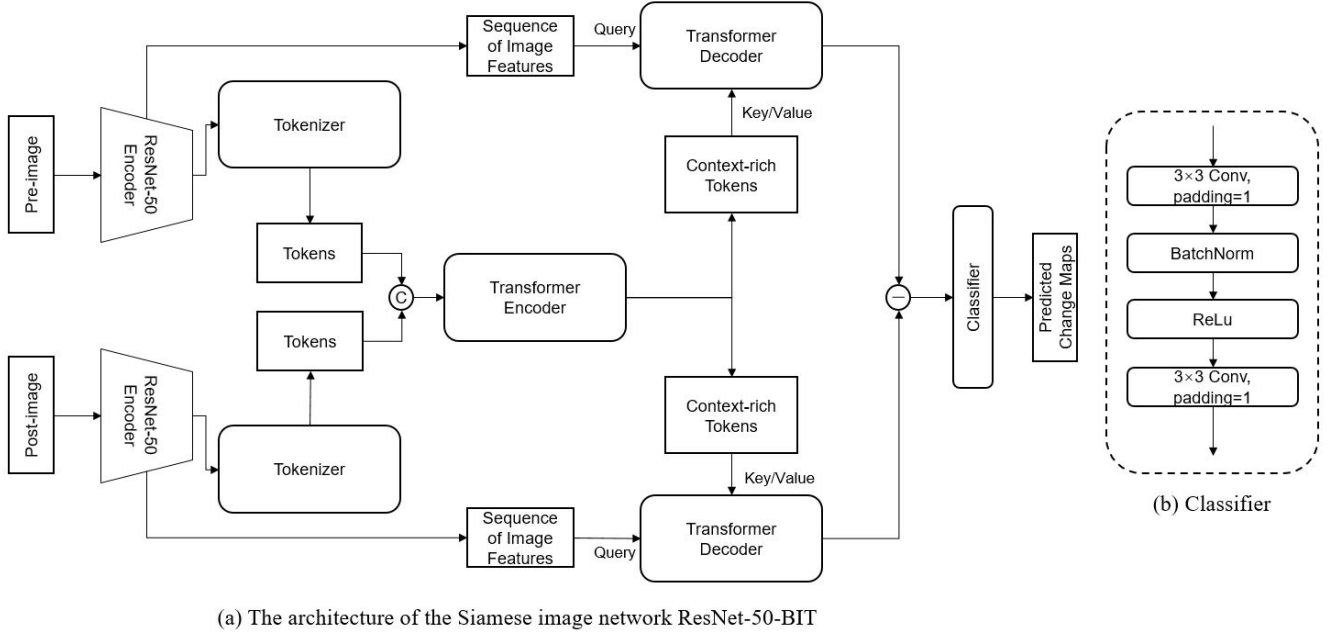 Pre-image
ResNet-50
Encoder
Tokenizer
Sequence
of Image
Features
Query
Transformer
Decoder
Key/Value
Context-rich
Tokens
Tokens
C
Transformer
Encoder
Tokens
Post-image
ResNet-50
Encoder
Tokenizer
Sequence
of Image
Features
Query
Context-rich
Tokens
Key/Value
Transformer
Decoder
Classifier
Predicted
Change Maps
(a) The architecture of the Siamese image network ResNet-50-BIT
3×3 Conv,
padding=1
BatchNorm
ReLu
3×3 Conv,
padding=1
(b) Classifier